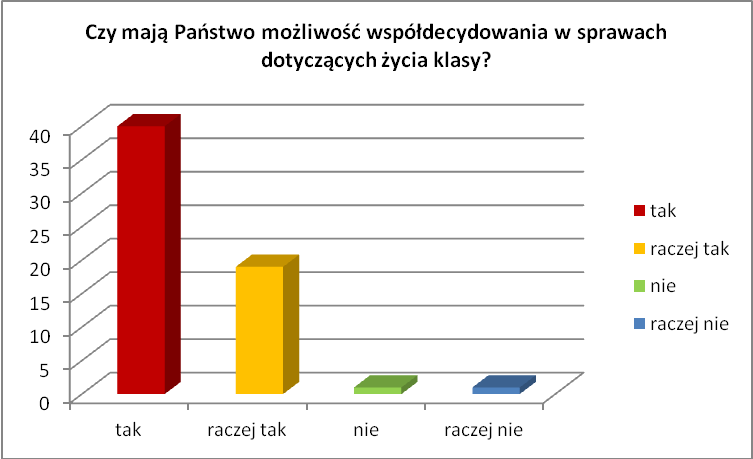 Czy mają Państwo możliwość współdecydowania w sprawach
dotyczących życia klasy?
40
35
30
25
20
15
10
5
0
tak
raczej tak
nie
raczej nie
tak
raczej tak
nie
raczej nie